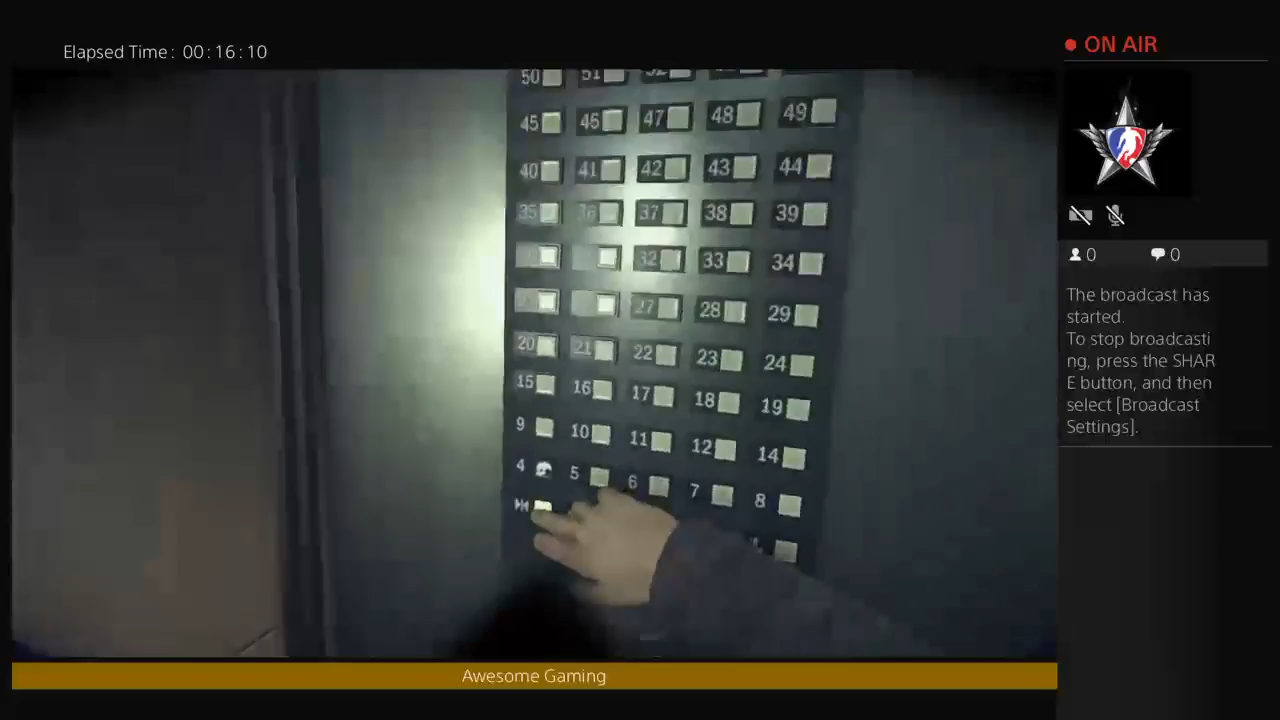 Elapsed Time: 00:16:10
ON AIR
50 51 52
45 46 47 48 49
40 41 42 43 44
35 36 37 38 39
32 33 34
27 28 29
20 21 22 23 24
15 16 17 18 19
9 10 11 12 14
4 5 6 7 8
0 0
The broadcast has
started.
To stop broadcasti
ng, press the SHAR
E button, and then
select [Broadcast
Settings].
Awesome Gaming